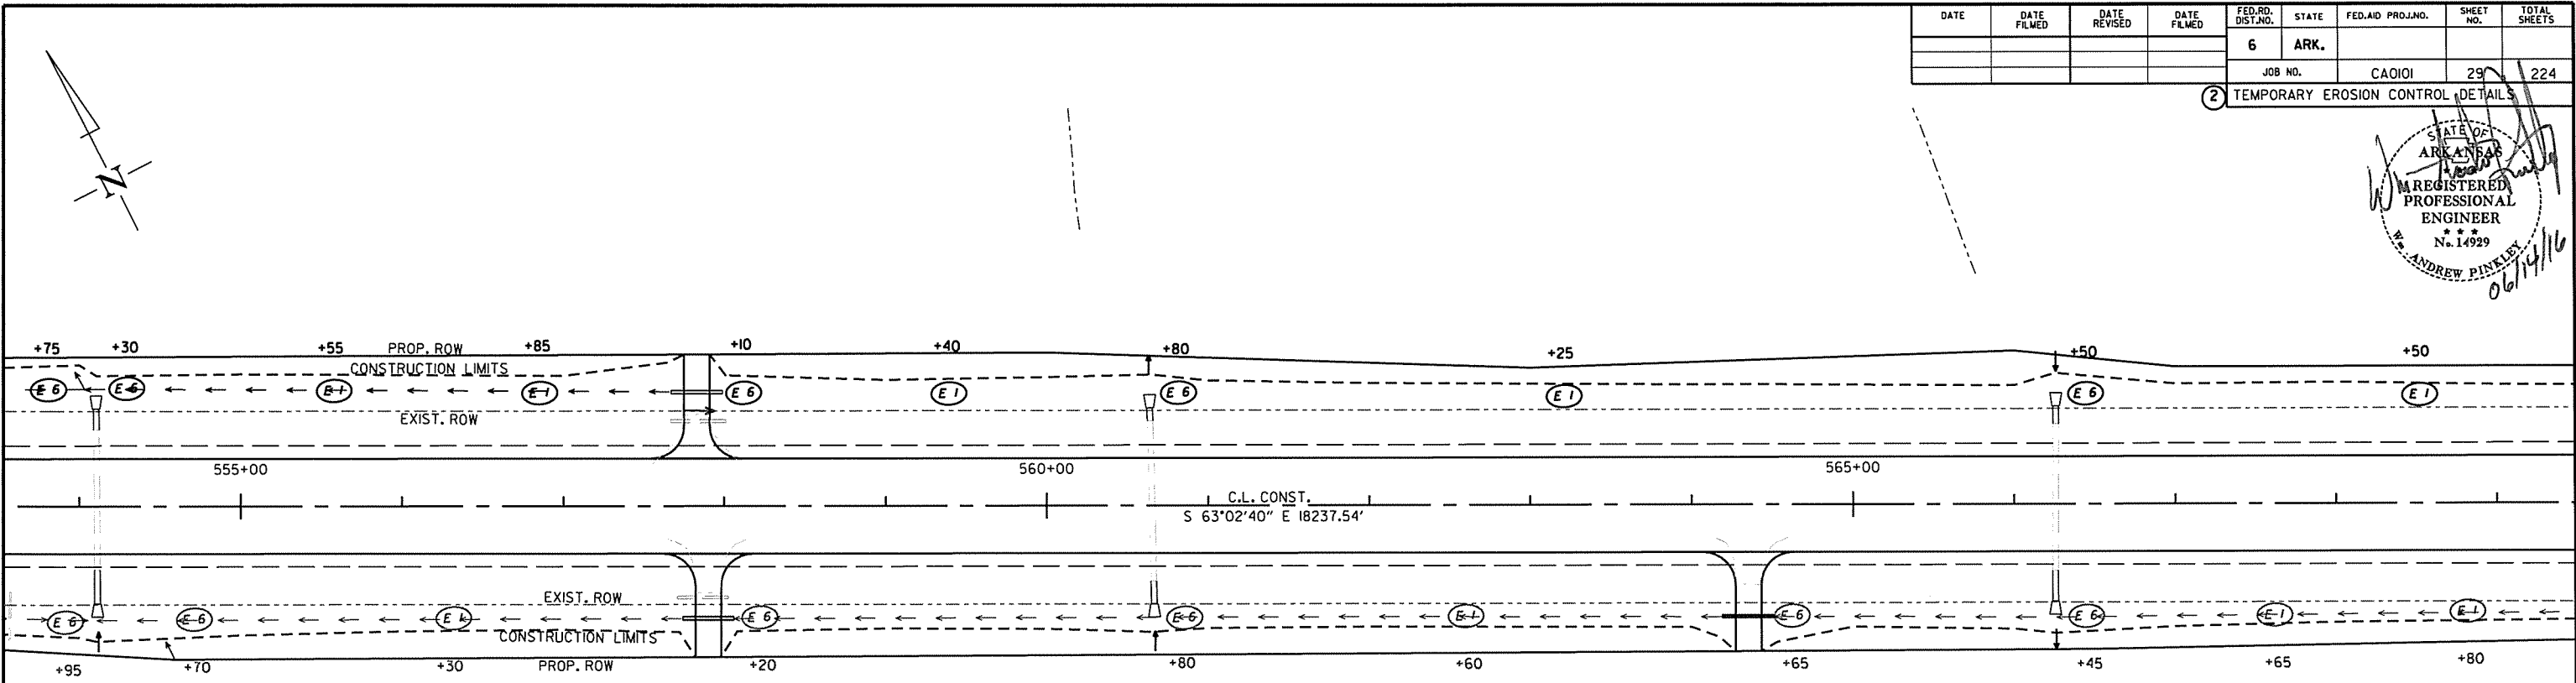 DATE DATE FILMED DATE REVISED DATE FILMED FED.RD. DIST.NO. STATE FED.AID PROJ.NO. SHEET NO. TOTAL SHEETS
6 ARK.
JOB NO. CA0101 29 224
2 TEMPORARY EROSION CONTROL DETAILS
STATE OF
ARKANSAS
REGISTERED
PROFESSIONAL
ENGINEER
★ ★ ★
No. 14929
Wm. ANDREW PINKLEY
06/14/16
N
+75 +30 +55 PROP. ROW +85 +10 +40 +80 +25 +50 +50
CONSTRUCTION LIMITS
E 6 E 6 E-1 E-1 E 6 E 1 E 6 E 1 E 6 E 1
EXIST. ROW
555+00 560+00 565+00
C.L. CONST.
S 63°02'40" E 18237.54'
EXIST. ROW
E 6 E-6 E 1 E 6 E-6 E-1 E-6 E 6 E-1 E-1
CONSTRUCTION LIMITS
+95 +70 +30 PROP. ROW +20 +80 +60 +65 +45 +65 +80